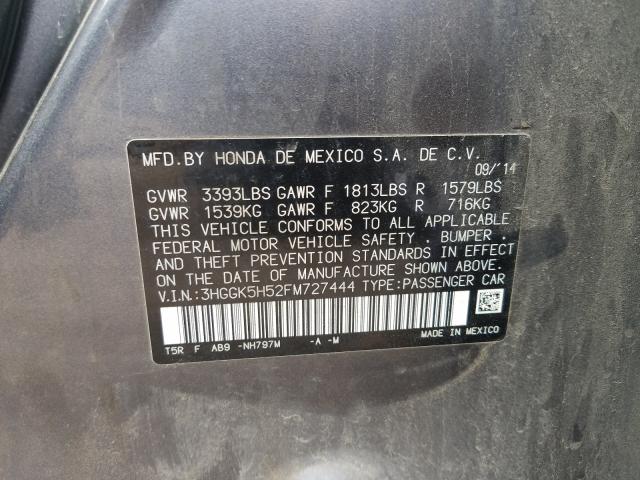 MFD.BY HONDA DE MEXICO S.A. DE C.V.
09/'14
GVWR 3393LBS GAWR F 1813LBS R 1579LBS
GVWR 1539KG GAWR F 823KG R 716KG
THIS VEHICLE CONFORMS TO ALL APPLICABLE
FEDERAL MOTOR VEHICLE SAFETY . BUMPER .
AND THEFT PREVENTION STANDARDS IN EFFECT
ON THE DATE OF MANUFACTURE SHOWN ABOVE.
V.I.N:3HGGK5H52FM727444 TYPE:PASSENGER CAR
T5R F AB9 -NH797M -A -M MADE IN MEXICO